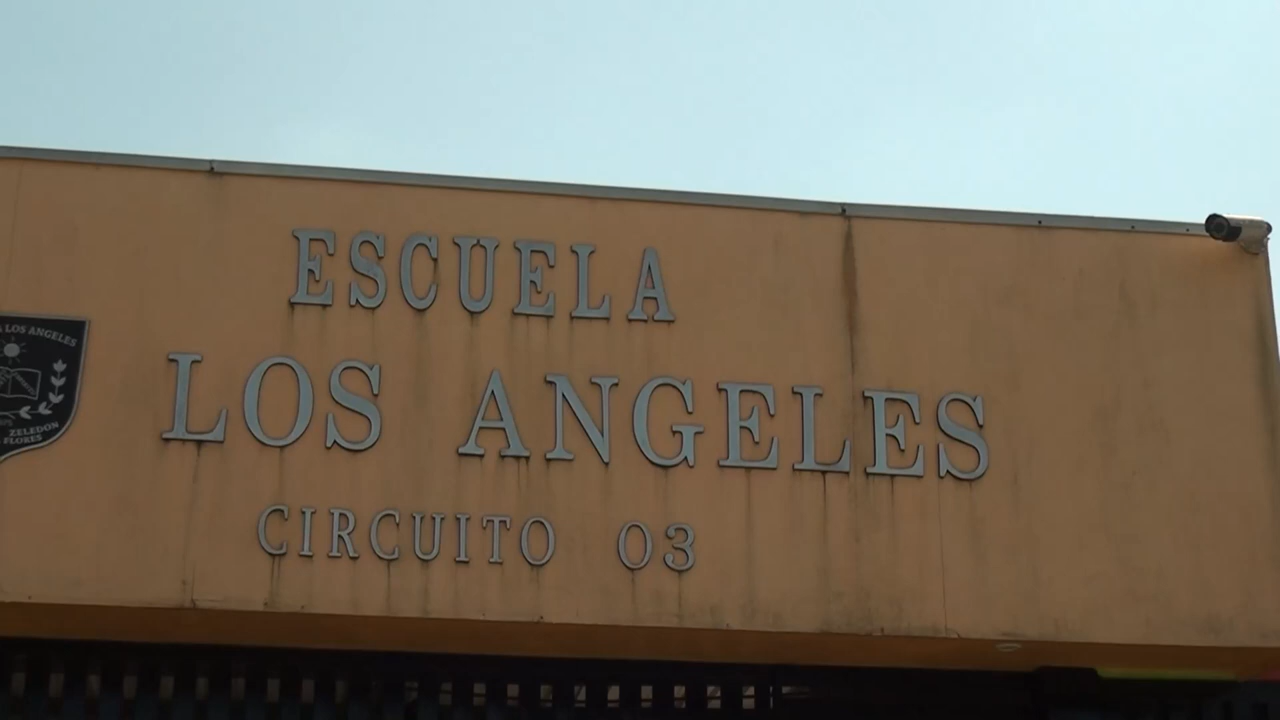 ESCUELA
LOS ANGELES
CIRCUITO 03
LOS ANGELES
ZELEDON
FLORES